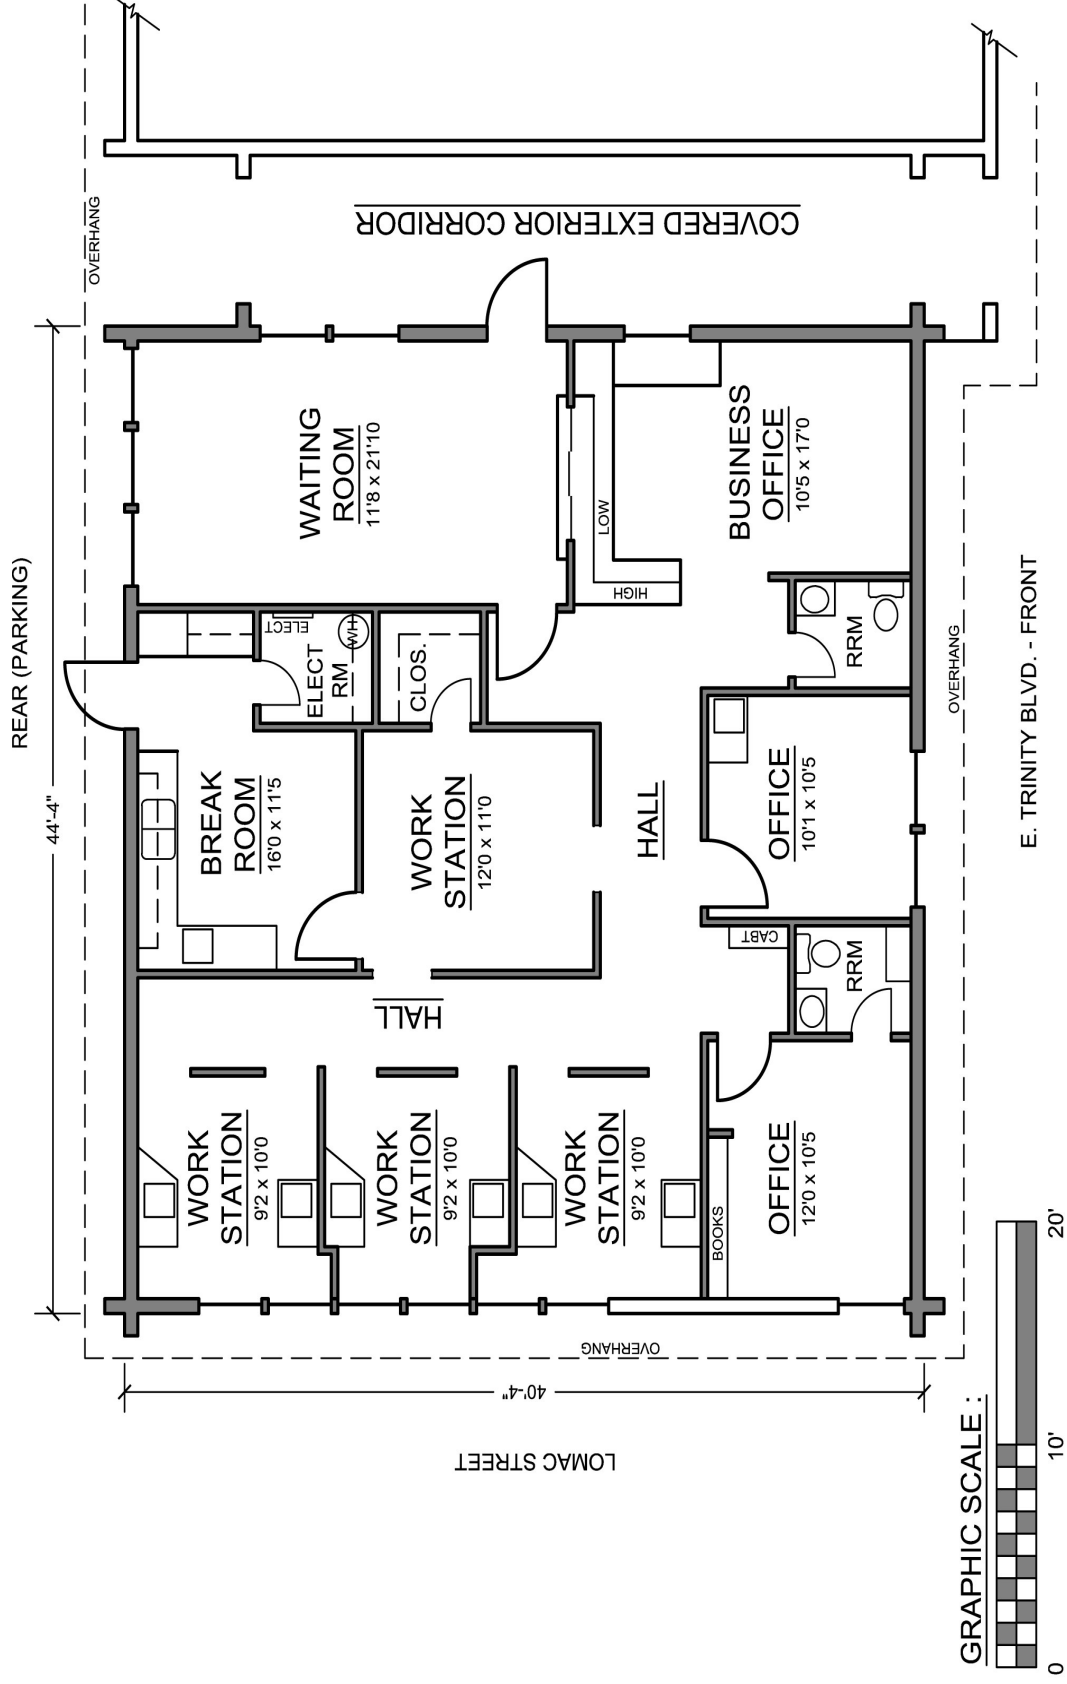 REAR (PARKING)
44'-4"
OVERHANG
COVERED EXTERIOR CORRIDOR
WAITING
ROOM
11'8 x 21'10
ELECT
ELECT
RM
WH
CLOS.
BREAK
ROOM
16'0 x 11'5
WORK
STATION
12'0 x 11'0
HALL
HALL
LOW
HIGH
BUSINESS
OFFICE
10'5 x 17'0
RRM
OFFICE
10'1 x 10'5
CABT
RRM
WORK
STATION
9'2 x 10'0
WORK
STATION
9'2 x 10'0
WORK
STATION
9'2 x 10'0
BOOKS
OFFICE
12'0 x 10'5
OVERHANG
OVERHANG
E. TRINITY BLVD. - FRONT
40'-4"
LOMAC STREET
GRAPHIC SCALE :
0
10'
20'